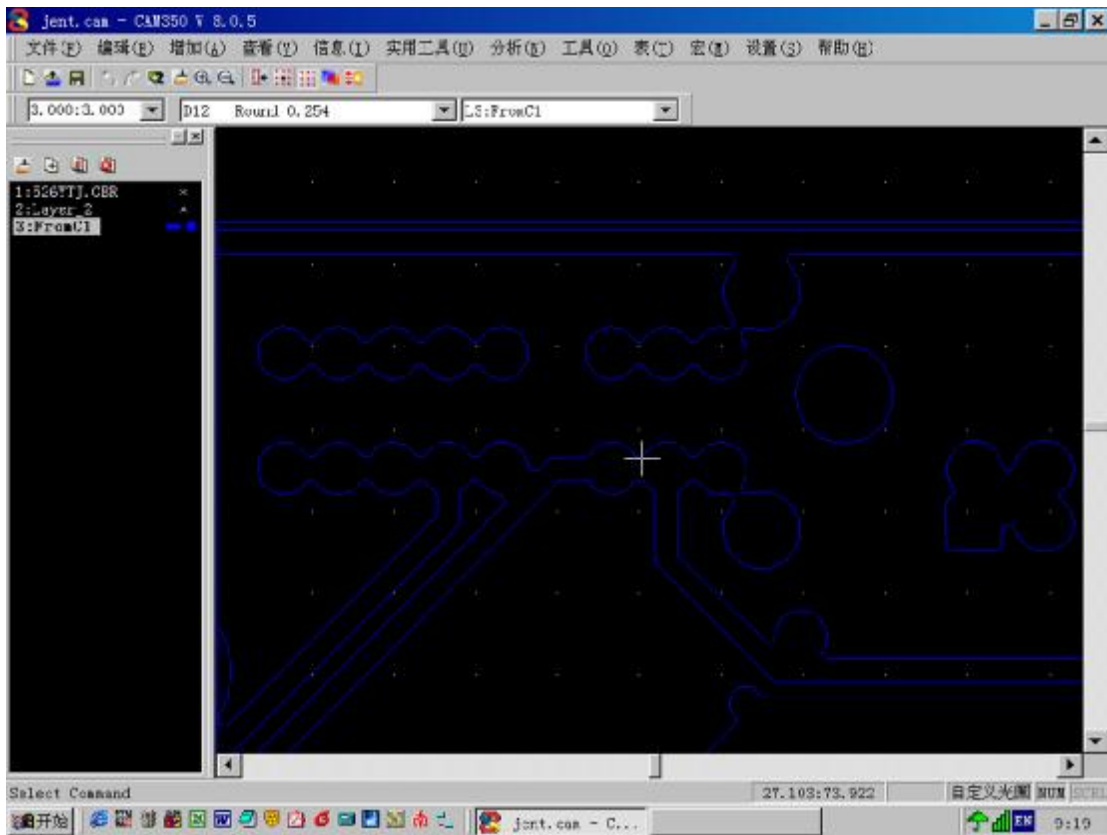 jent.cam - CAM350 V 8.0.5
文件(F) 编辑(E) 增加(A) 查看(V) 信息(I) 实用工具(U) 分析(N) 工具(O) 表(T) 宏(M) 设置(S) 帮助(H)
3.000:3.000 D12 Round 0.254 L3:FromC1
1:526YTJ.GBR
2:Layer_2
3:FromC1
Select Command 27.103:73.922 自定义光圈 NUM SCRL
开始 jent.cam - C... EN 9:19